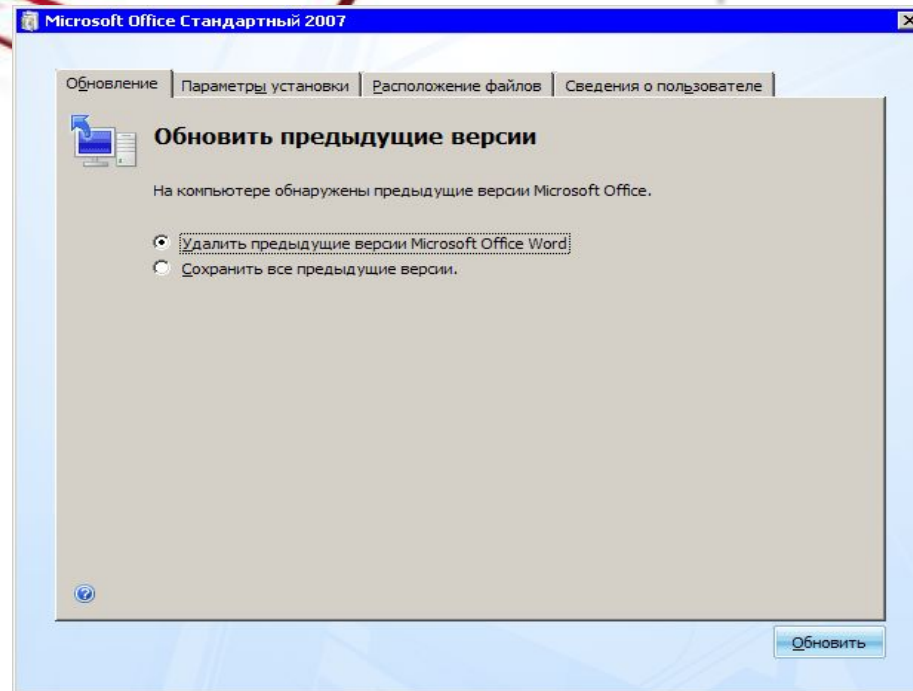 Microsoft Office Стандартный 2007
Обновление Параметры установки Расположение файлов Сведения о пользователе
Обновить предыдущие версии
На компьютере обнаружены предыдущие версии Microsoft Office.
Удалить предыдущие версии Microsoft Office Word
Сохранить все предыдущие версии.
Обновить